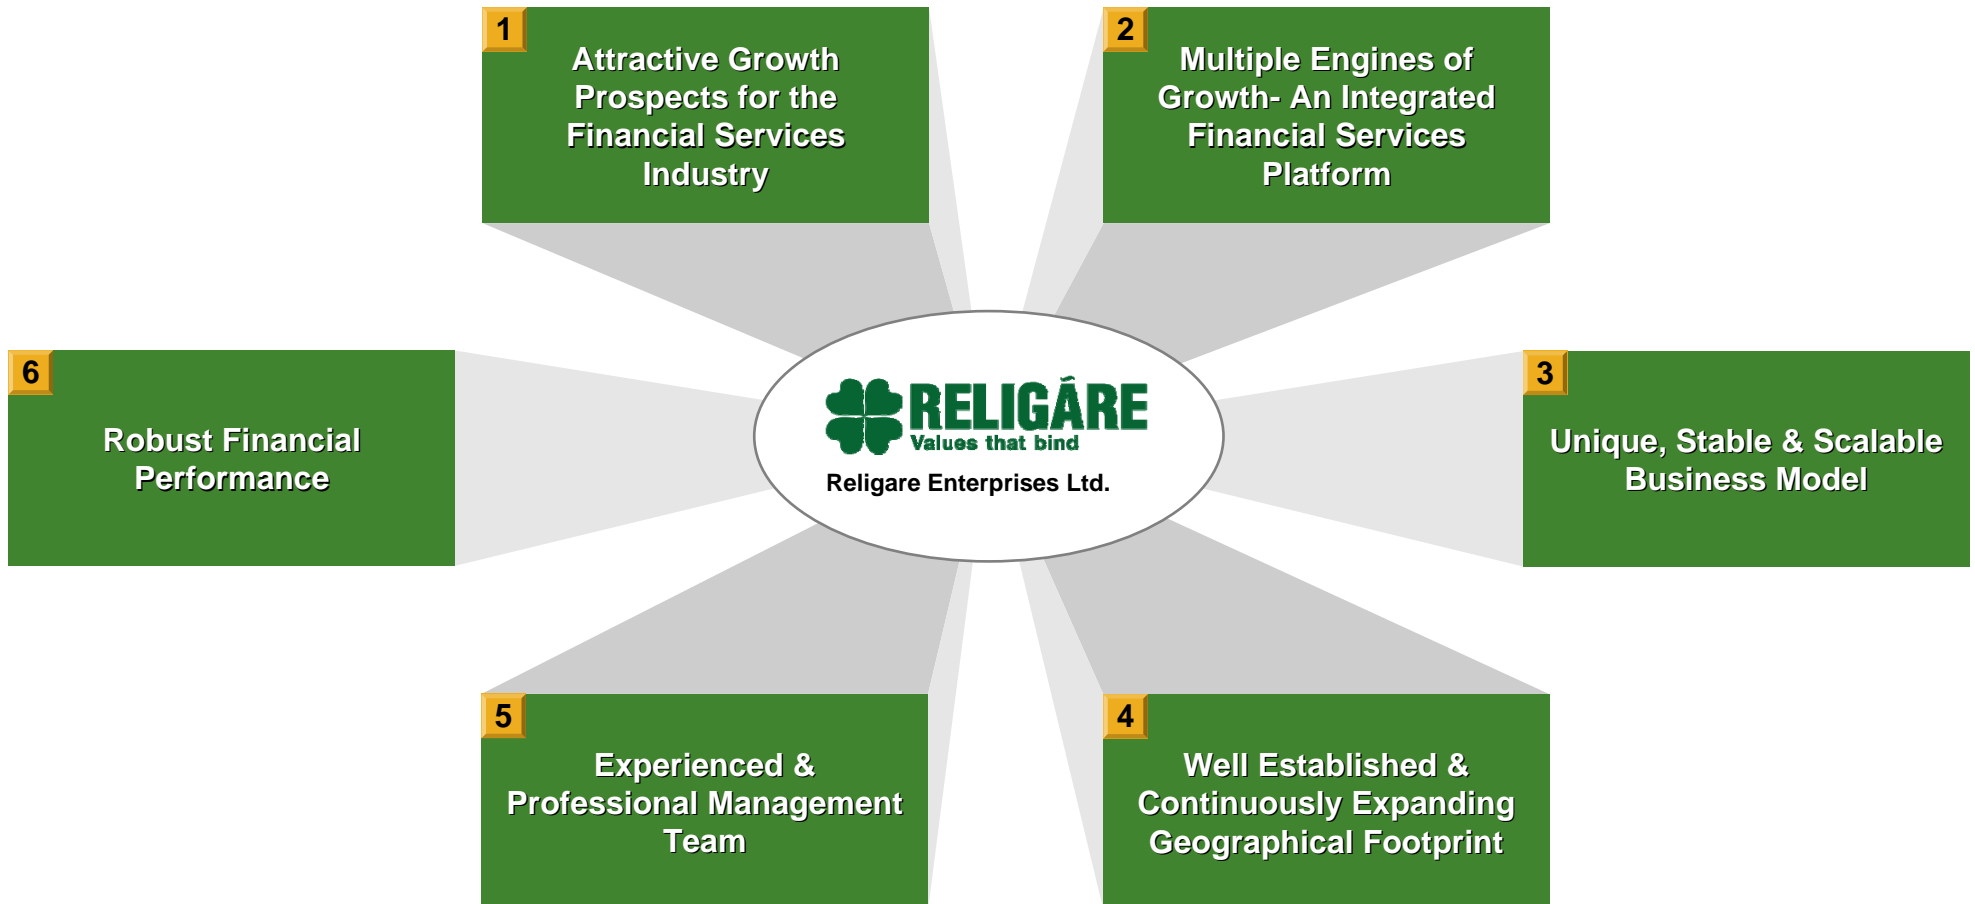 1
Attractive Growth
Prospects for the
Financial Services
Industry
2
Multiple Engines of
Growth- An Integrated
Financial Services
Platform
6
Robust Financial
Performance
RELIGÃRE
Values that bind
Religare Enterprises Ltd.
3
Unique, Stable & Scalable
Business Model
5
Experienced &
Professional Management
Team
4
Well Established &
Continuously Expanding
Geographical Footprint